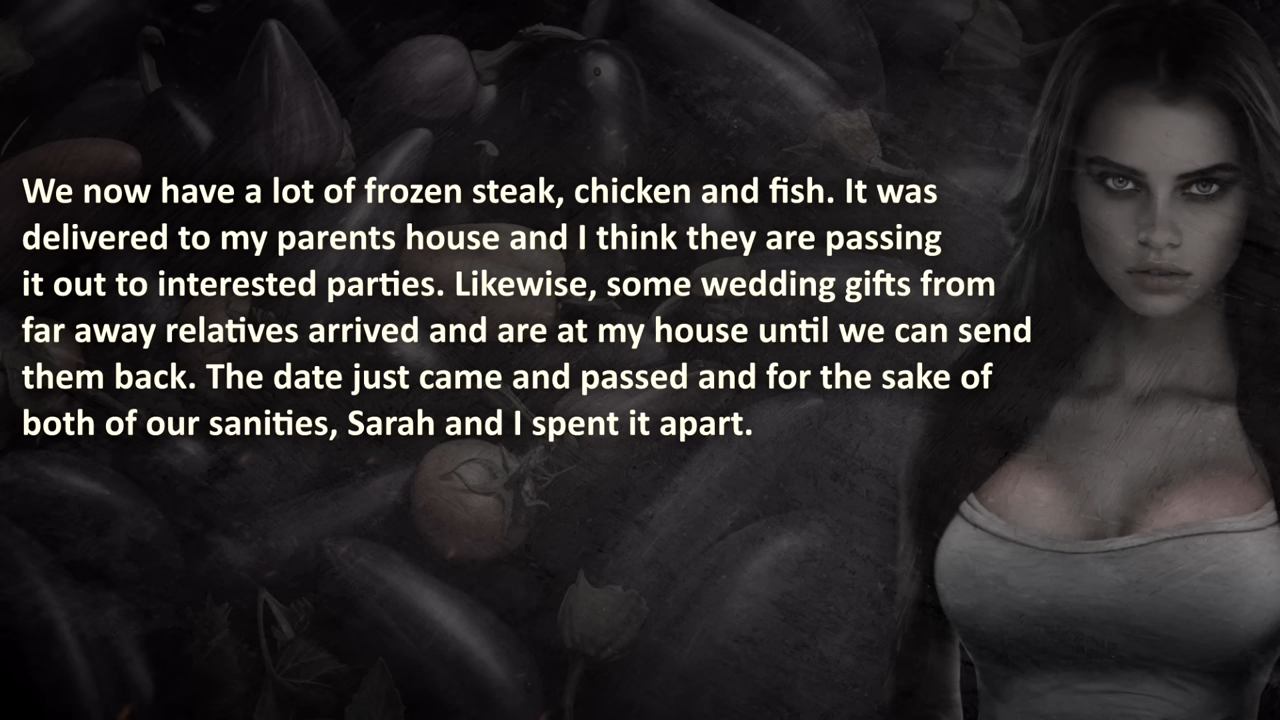 We now have a lot of frozen steak, chicken and fish. It was
delivered to my parents house and I think they are passing
it out to interested parties. Likewise, some wedding gifts from
far away relatives arrived and are at my house until we can send
them back. The date just came and passed and for the sake of
both of our sanities, Sarah and I spent it apart.